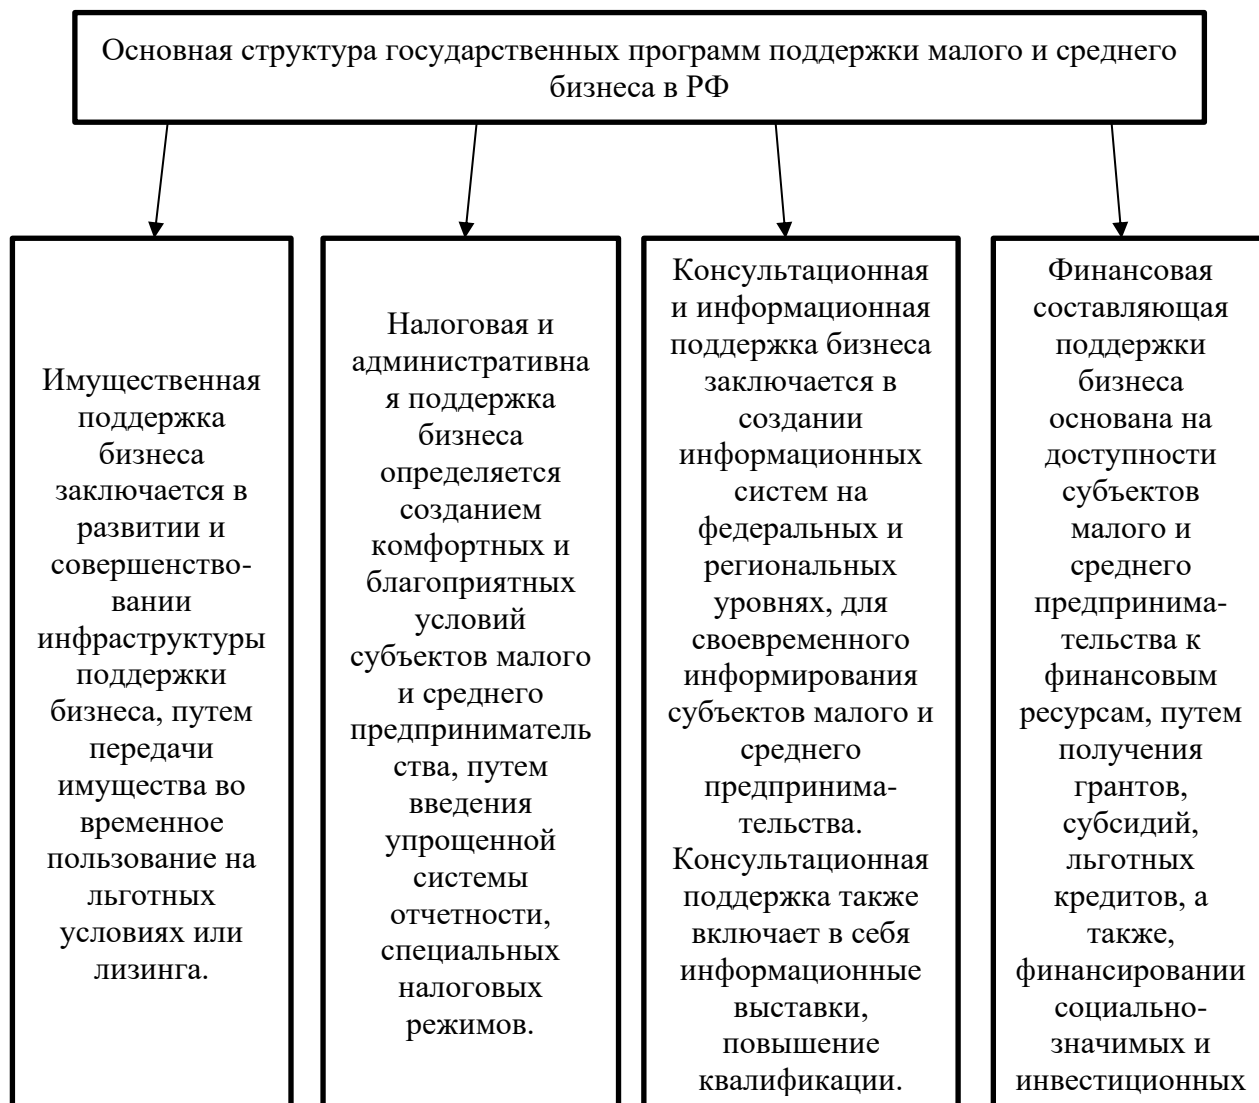 Основная структура государственных программ поддержки малого и среднего
бизнеса в РФ
Имущественная
поддержка
бизнеса
заключается в
развитии и
совершенство-
вании
инфраструктуры
поддержки
бизнеса, путем
передачи
имущества во
временное
пользование на
льготных
условиях или
лизинга.
Налоговая и
административна
я поддержка
бизнеса
определяется
созданием
комфортных и
благоприятных
условий
субъектов малого
и среднего
предприниматель
ства, путем
введения
упрощенной
системы
отчетности,
специальных
налоговых
режимов.
Консультационная
и информационная
поддержка бизнеса
заключается в
создании
информационных
систем на
федеральных и
региональных
уровнях, для
своевременного
информирования
субъектов малого и
среднего
предпринима-
тельства.
Консультационная
поддержка также
включает в себя
информационные
выставки,
повышение
квалификации.
Финансовая
составляющая
поддержки
бизнеса
основана на
доступности
субъектов
малого и
среднего
предпринима-
тельства к
финансовым
ресурсам, путем
получения
грантов,
субсидий,
льготных
кредитов, а
также,
финансировании
социально-
значимых и
инвестиционных